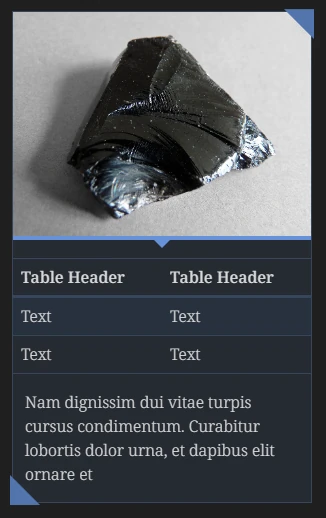 Table Header Table Header
Text Text
Text Text
Nam dignissim dui vitae turpis
cursus condimentum. Curabitur
lobortis dolor urna, et dapibus elit
ornare et